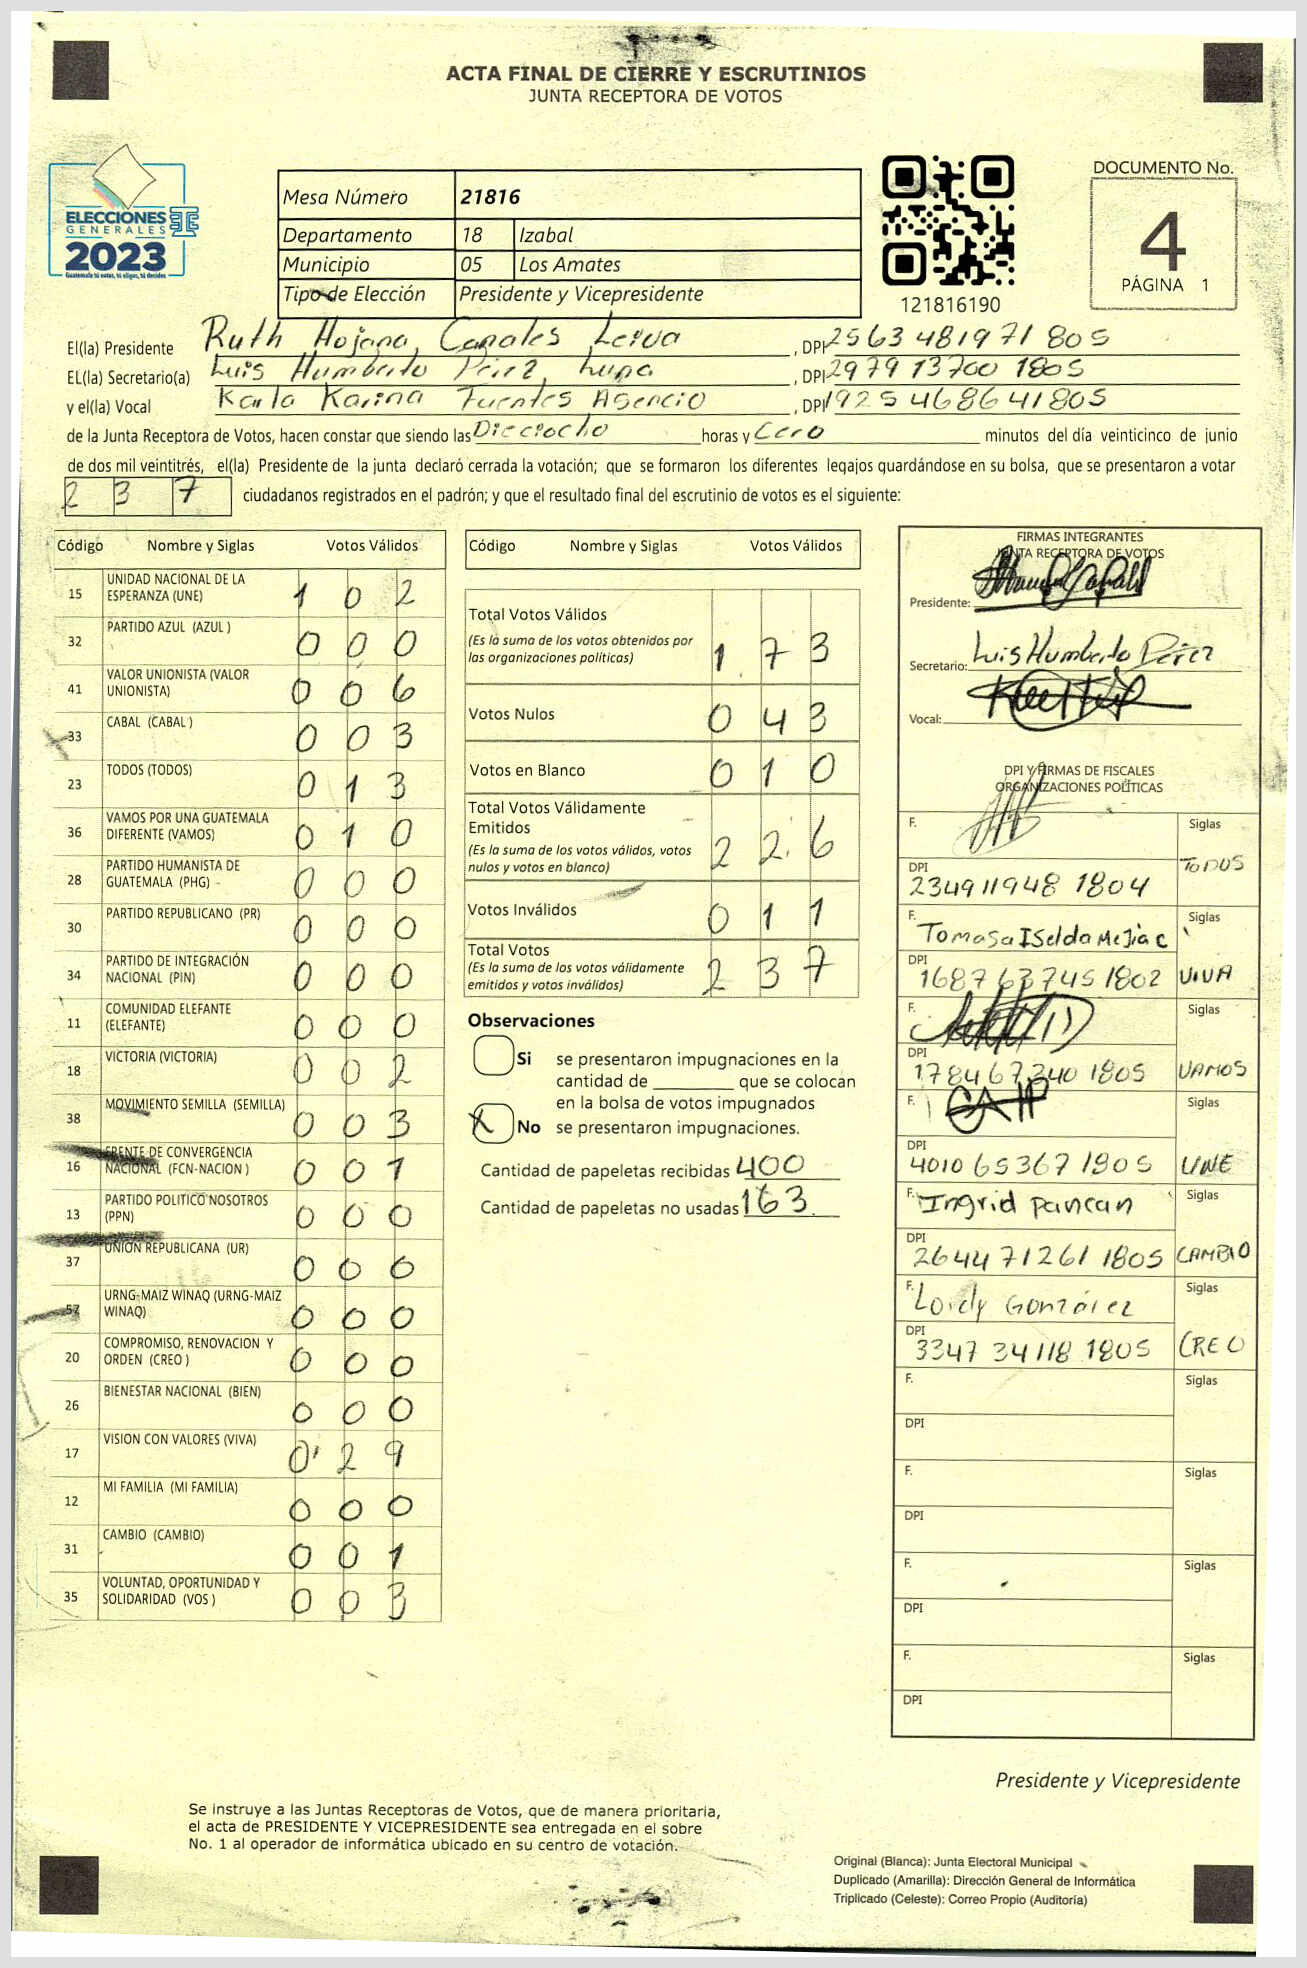 ACTA FINAL DE CIERRE Y ESCRUTINIOS
JUNTA RECEPTORA DE VOTOS
ELECCIONES
GENERALES
2023
Guatemala tú votas, tú eliges, tú decides
Mesa Número 21816
Departamento 18 Izabal
Municipio 05 Los Amates
Tipo de Elección Presidente y Vicepresidente
121816190
DOCUMENTO No.
4
PÁGINA 1
El(la) Presidente Ruth Canales Leiva, DPI 2563 48197 1805
EL(la) Secretario(a) Luis Humberto Pérez Luna, DPI 2979 13700 1805
y el(la) Vocal Karla Karina Fuentes Asencio, DPI 1925 46864 1805
de la Junta Receptora de Votos, hacen constar que siendo las Dieciocho horas y Cero minutos del día veinticinco de junio
de dos mil veintitrés, el(la) Presidente de la junta declaró cerrada la votación; que se formaron los diferentes legajos guardándose en su bolsa, que se presentaron a votar
2 3 7 ciudadanos registrados en el padrón; y que el resultado final del escrutinio de votos es el siguiente:
Código Nombre y Siglas Votos Válidos
15 UNIDAD NACIONAL DE LA ESPERANZA (UNE) 1 0 2
32 PARTIDO AZUL (AZUL ) 0 0 0
41 VALOR UNIONISTA (VALOR UNIONISTA) 0 0 6
33 CABAL (CABAL ) 0 0 3
23 TODOS (TODOS) 0 1 3
36 VAMOS POR UNA GUATEMALA DIFERENTE (VAMOS) 0 1 0
28 PARTIDO HUMANISTA DE GUATEMALA (PHG) 0 0 0
30 PARTIDO REPUBLICANO (PR) 0 0 0
34 PARTIDO DE INTEGRACIÓN NACIONAL (PIN) 0 0 0
11 COMUNIDAD ELEFANTE (ELEFANTE) 0 0 0
18 VICTORIA (VICTORIA) 0 0 2
38 MOVIMIENTO SEMILLA (SEMILLA) 0 0 3
16 FRENTE DE CONVERGENCIA NACIONAL (FCN-NACION ) 0 0 1
13 PARTIDO POLITICO NOSOTROS (PPN) 0 0 0
37 UNION REPUBLICANA (UR) 0 0 0
57 URNG-MAIZ WINAQ (URNG-MAIZ WINAQ) 0 0 0
20 COMPROMISO, RENOVACION Y ORDEN (CREO ) 0 0 0
26 BIENESTAR NACIONAL (BIEN) 0 0 0
17 VISION CON VALORES (VIVA) 0 2 9
12 MI FAMILIA (MI FAMILIA) 0 0 0
31 CAMBIO (CAMBIO) 0 0 1
35 VOLUNTAD, OPORTUNIDAD Y SOLIDARIDAD (VOS ) 0 0 3
Código Nombre y Siglas Votos Válidos
Total Votos Válidos
(Es la suma de los votos obtenidos por
las organizaciones políticas) 1 7 3
Votos Nulos 0 4 3
Votos en Blanco 0 1 0
Total Votos Válidamente
Emitidos
(Es la suma de los votos válidos, votos
nulos y votos en blanco) 2 2 6
Votos Inválidos 0 1 1
Total Votos
(Es la suma de los votos válidamente
emitidos y votos inválidos) 2 3 7
Observaciones
Si se presentaron impugnaciones en la
cantidad de ________ que se colocan
en la bolsa de votos impugnados
X No se presentaron impugnaciones.
Cantidad de papeletas recibidas 400
Cantidad de papeletas no usadas 163
FIRMAS INTEGRANTES
JUNTA RECEPTORA DE VOTOS
Presidente:
Secretario: Luis Humberto Pérez
Vocal:
DPI Y FIRMAS DE FISCALES
ORGANIZACIONES POLÍTICAS
F. Siglas
DPI 234911948 1804 TODOS
F. Tomasa Iselda Mejia C Siglas
DPI 1687 63745 1802 VIVA
F. Siglas
DPI 1784 67340 1805 VAMOS
F. Siglas
DPI 4010 65367 1805 UNE
F. Ingrid Pancan Siglas
DPI 2644 71261 1805 CAMBIO
F. Siglas
DPI 3347 34118 1805 CREO
F. Siglas
DPI
F. Siglas
DPI
F. Siglas
DPI
F. Siglas
DPI
Presidente y Vicepresidente
Se instruye a las Juntas Receptoras de Votos, que de manera prioritaria,
el acta de PRESIDENTE Y VICEPRESIDENTE sea entregada en el sobre
No. 1 al operador de informática ubicado en su centro de votación.
Original (Blanca): Junta Electoral Municipal
Duplicado (Amarilla): Dirección General de Informática
Triplicado (Celeste): Correo Propio (Auditoría)